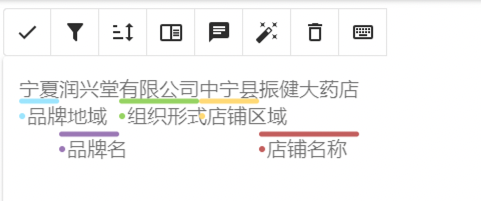 宁夏润兴堂有限公司中宁县振健大药店
品牌地域 组织形式店铺区域
品牌名 店铺名称